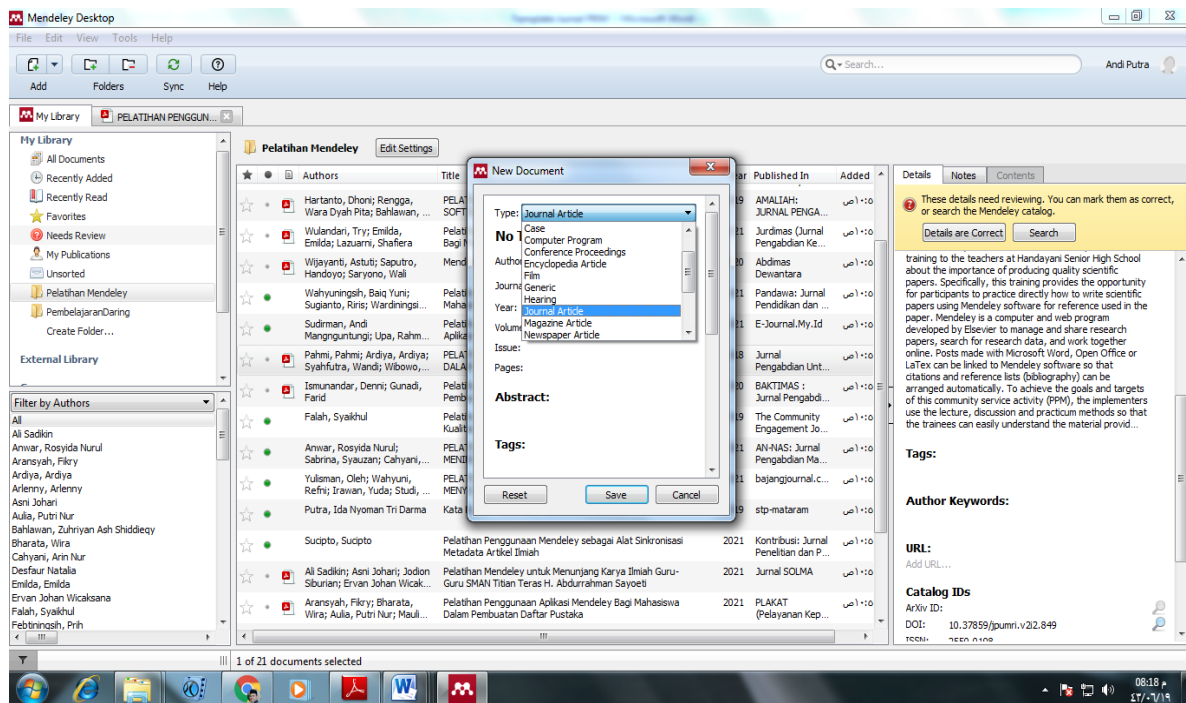 Mendeley Desktop
File Edit View Tools Help
Add Folders Sync Help
Search...
Andi Putra
My Library
PELATIHAN PENGGUN...
My Library
All Documents
Recently Added
Recently Read
Favorites
Needs Review
My Publications
Unsorted
Pelatihan Mendeley
PembelajaranDaring
Create Folder...
External Library
Filter by Authors
All
Ali Sadikin
Anwar, Rosyida Nurul
Aransyah, Fikry
Ardiya, Ardiya
Arlenny, Arlenny
Asni Johari
Aulia, Putri Nur
Bahlawan, Zuhriyan Ash Shiddieqy
Bharata, Wira
Cahyani, Arin Nur
Desfaur Natalia
Emilda, Emilda
Ervan Johan Wicaksana
Falah, Syaikhul
Febtiningsih, Prih
Pelatihan Mendeley Edit Settings
Authors Title Published In Added
Hartanto, Dhoni; Rengga,
Wara Dyah Pita; Bahlawan, ...
AMALIAH:
JURNAL PENGA...
Wulandari, Try; Emilda,
Emilda; Lazuarni, Shafiera
Jurdimas (Jurnal
Pengabdian Ke...
Wijayanti, Astuti; Saputro,
Handoyo; Saryono, Wali
Abdimas
Dewantara
Wahyuningsih, Baiq Yuni;
Sugianto, Riris; Wardiningsi...
Pandawa: Jurnal
Pendidikan dan ...
Sudirman, Andi
Mangnguntungi; Upa, Rahm...
E-Journal.My.Id
Pahmi, Pahmi; Ardiya, Ardiya;
Syahfutra, Wandi; Wibowo,...
Jurnal
Pengabdian Unt...
Ismunandar, Denni; Gunadi,
Farid
BAKTIMAS :
Jurnal Pengabdi...
Falah, Syaikhul
The Community
Engagement Jo...
Anwar, Rosyida Nurul;
Sabrina, Syauzan; Cahyani,...
AN-NAS: Jurnal
Pengabdian Ma...
Yulisman, Oleh; Wahyuni,
Refni; Irawan, Yuda; Studi, ...
bajangjournal.c...
Putra, Ida Nyoman Tri Darma
stp-mataram
Sucipto, Sucipto
Pelatihan Penggunaan Mendeley sebagai Alat Sinkronisasi
Metadata Artikel Ilmiah
2021
Kontribusi: Jurnal
Penelitian dan P...
Ali Sadikin; Asni Johari; Jodion
Siburian; Ervan Johan Wicak...
Pelatihan Mendeley untuk Menunjang Karya Ilmiah Guru-
Guru SMAN Titian Teras H. Abdurrahman Sayoeti
2021 Jurnal SOLMA
Aransyah, Fikry; Bharata,
Wira; Aulia, Putri Nur; Mauli...
Pelatihan Penggunaan Aplikasi Mendeley Bagi Mahasiswa
Dalam Pembuatan Daftar Pustaka
2021
PLAKAT
(Pelayanan Kep...
New Document
Type: Journal Article
Case
Computer Program
Conference Proceedings
Encyclopedia Article
Film
Generic
Hearing
Journal Article
Magazine Article
Newspaper Article
Year:
Issue:
Pages:
Abstract:
Tags:
Reset Save Cancel
Details Notes Contents
These details need reviewing. You can mark them as correct,
or search the Mendeley catalog.
Details are Correct Search
training to the teachers at Handayani Senior High School
about the importance of producing quality scientific
papers. Specifically, this training provides the opportunity
for participants to practice directly how to write scientific
papers using Mendeley software for reference used in the
paper. Mendeley is a computer and web program
developed by Elsevier to manage and share research
papers, search for research data, and work together
online. Posts made with Microsoft Word, Open Office or
LaTex can be linked to Mendeley software so that
citations and reference lists (bibliography) can be
arranged automatically. To achieve the goals and targets
of this community service activity (PPM), the implementers
use the lecture, discussion and practicum methods so that
the trainees can easily understand the material provid...
Tags:
Author Keywords:
URL:
Add URL...
Catalog IDs
ArXiv ID:
DOI: 10.37859/jpumri.v2i2.849
1 of 21 documents selected
08:18 م
٤٣/٠٦/١٩